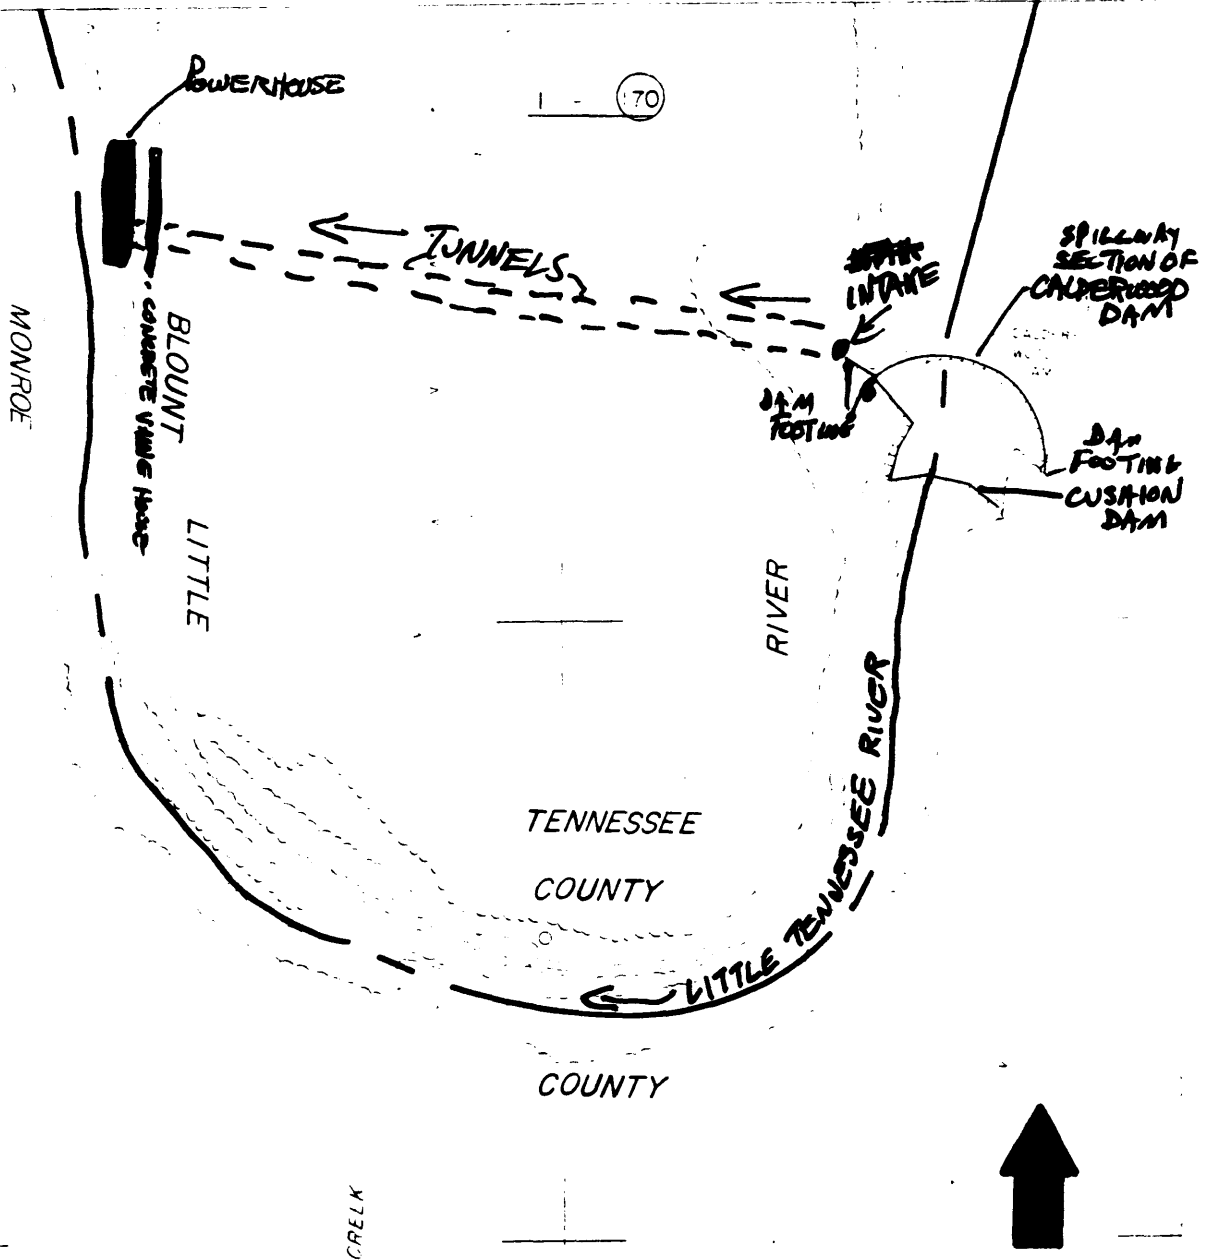 POWERHOUSE
1 - 70
TUNNELS
INTAKE
SPILLWAY
SECTION OF
CALDERWOOD
DAM
DAM
FOOTING
DAM
FOOTING
CUSHION
DAM
MONROE
BLOUNT
CONCRETE VALVE HOUSE
LITTLE
RIVER
LITTLE TENNESSEE RIVER
TENNESSEE
COUNTY
COUNTY